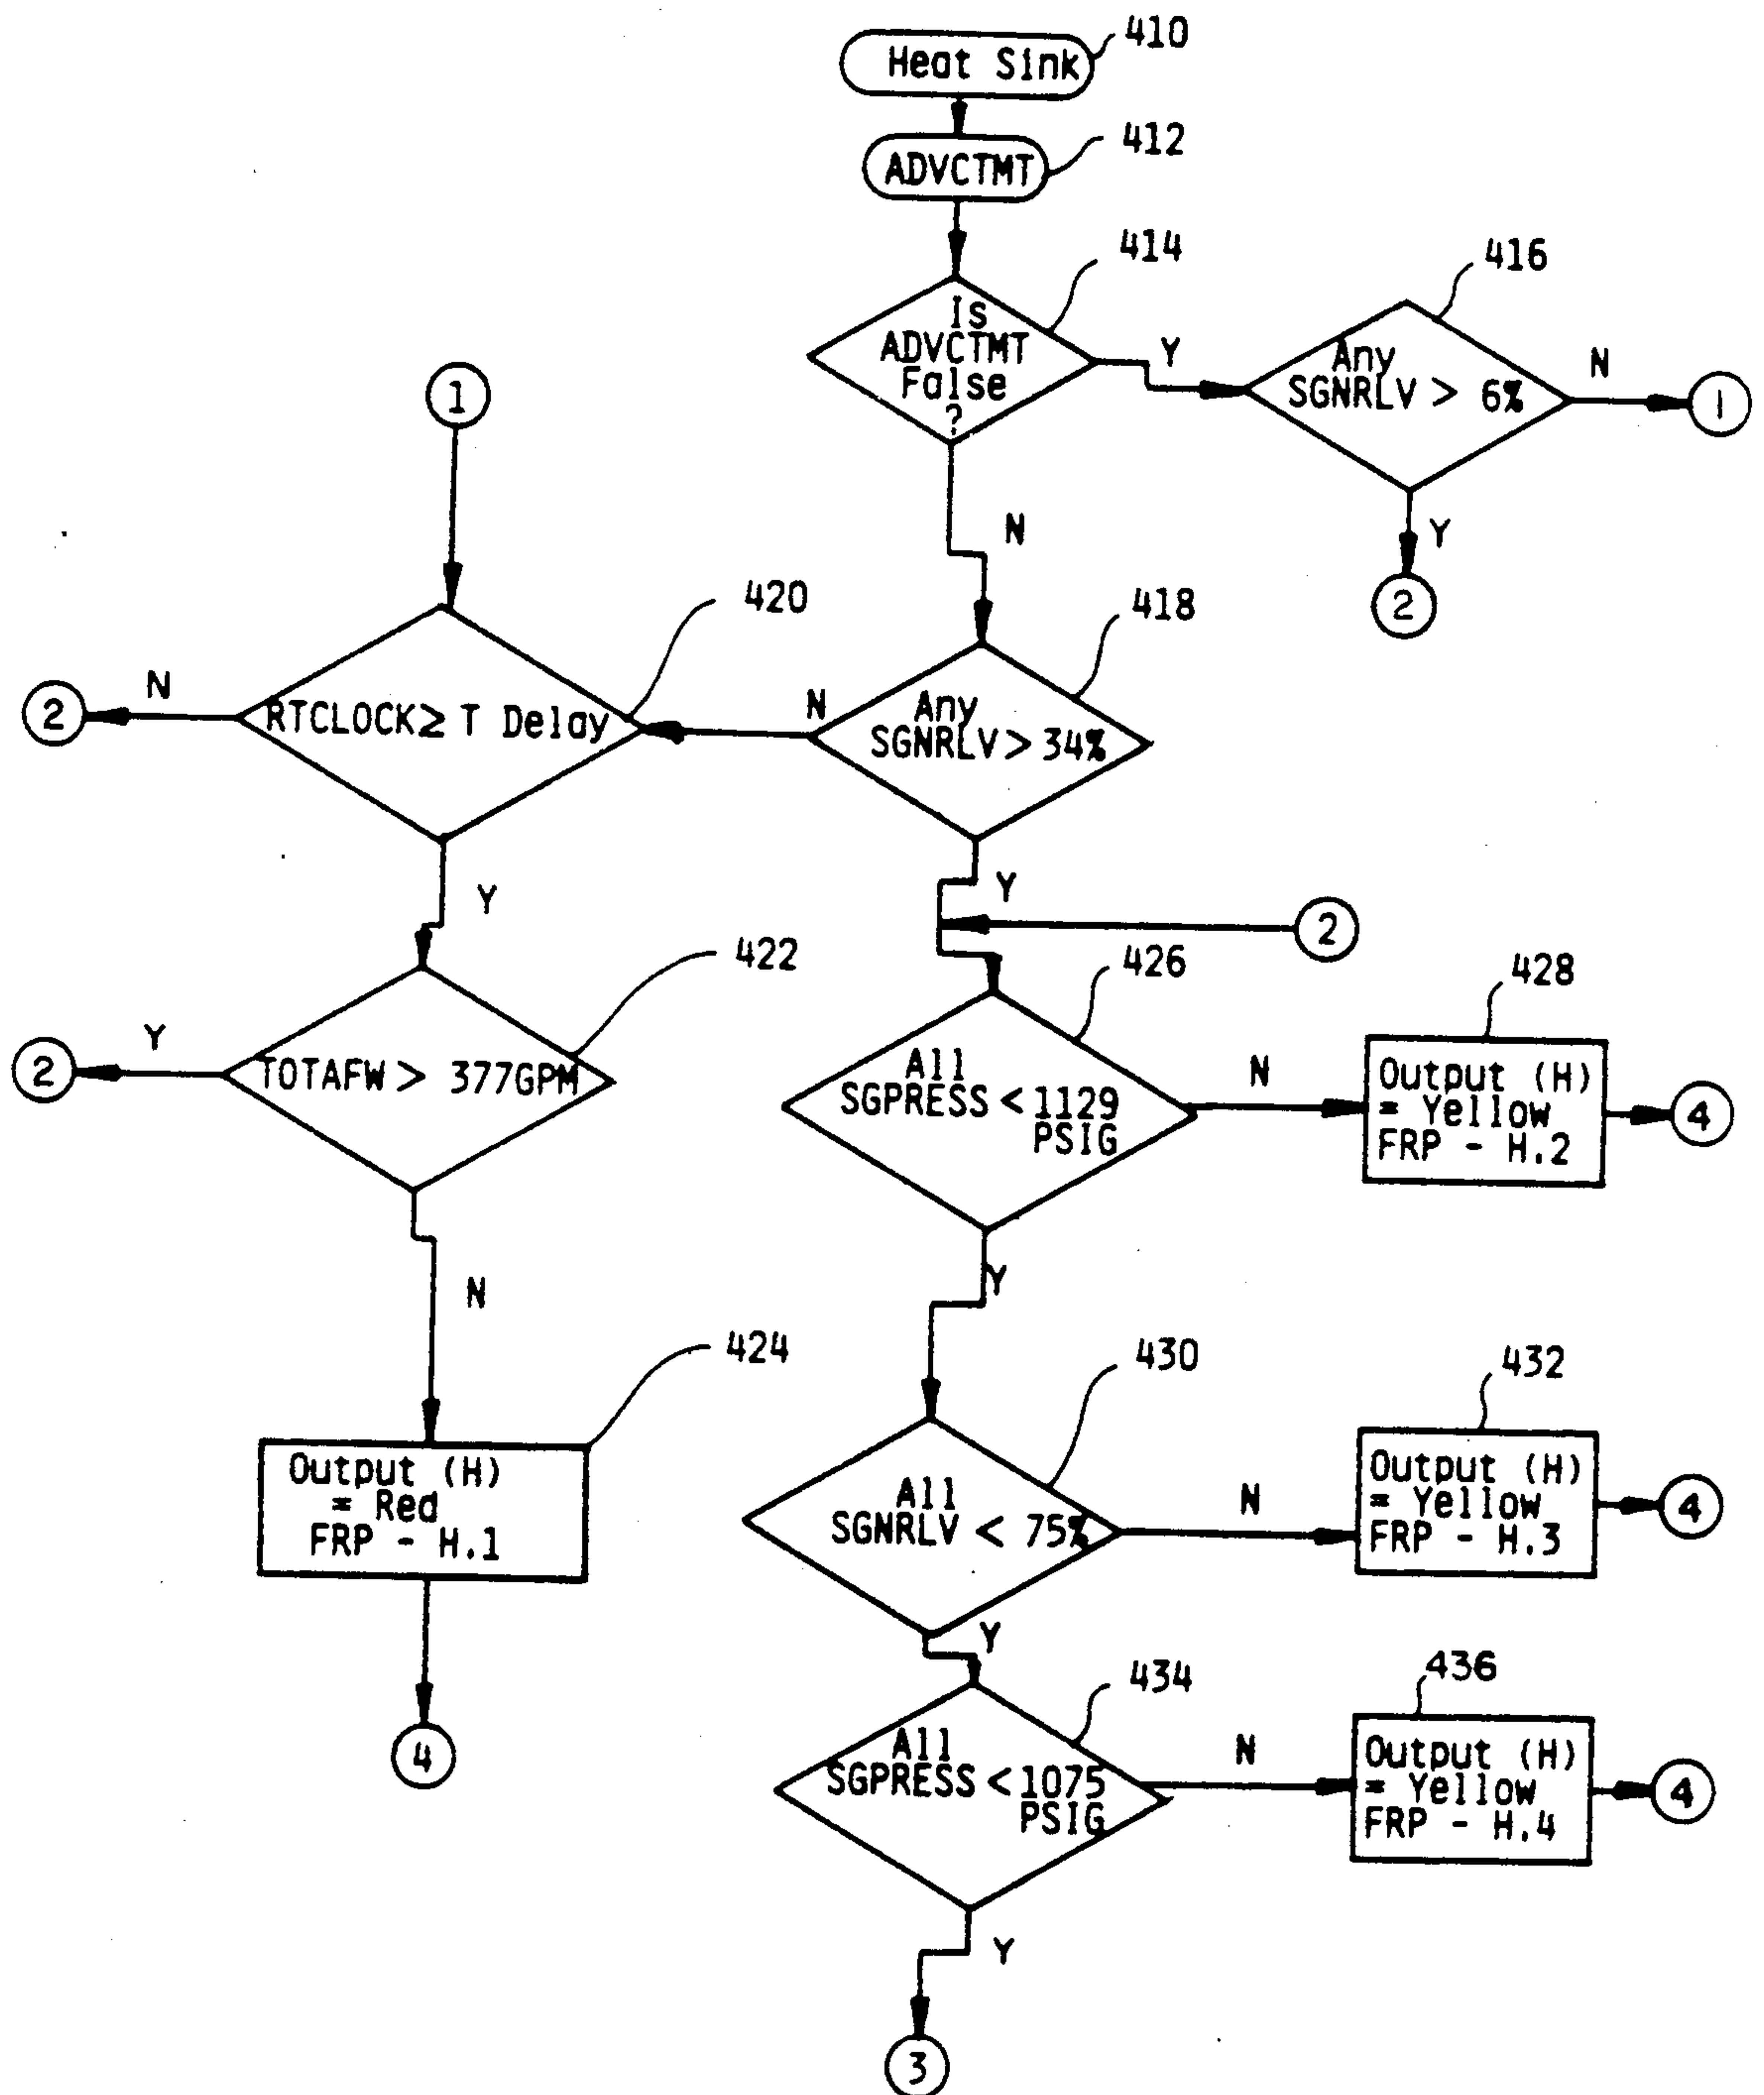 410
Heat Sink
412
ADVCTMT
414
Is
ADVCTMT
False
?
Y
N
416
Any
SGNRLV > 6%
N
1
Y
2
1
420
RTCLOCK ≥ T Delay
N
2
Y
418
Any
SGNRLV > 34%
N
Y
2
422
TOTAFW > 377GPM
Y
2
N
426
All
SGPRESS < 1129
PSIG
N
Y
428
Output (H)
= Yellow
FRP - H.2
4
424
Output (H)
= Red
FRP - H.1
4
430
All
SGNRLV < 75%
N
Y
432
Output (H)
= Yellow
FRP - H.3
4
434
All
SGPRESS < 1075
PSIG
N
Y
436
Output (H)
= Yellow
FRP - H.4
4
3